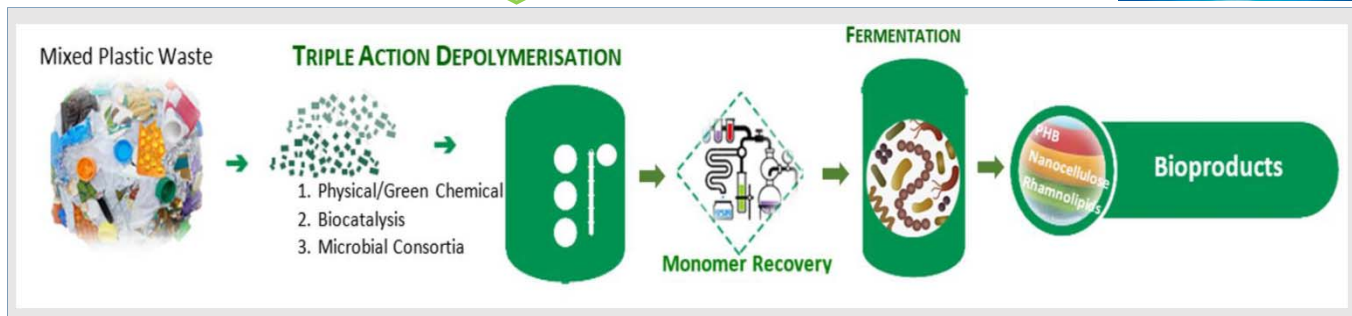 Mixed Plastic Waste
TRIPLE ACTION DEPOLYMERISATION
1. Physical/Green Chemical
2. Biocatalysis
3. Microbial Consortia
Monomer Recovery
FERMENTATION
PHB
Nanocellulose
Rhamnolipids
Bioproducts